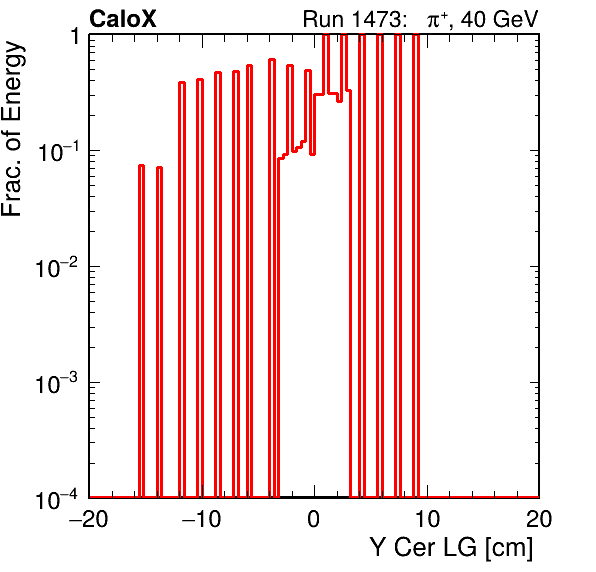 CaloX Run 1473: π⁺, 40 GeV
Frac. of Energy
1
10⁻¹
10⁻²
10⁻³
10⁻⁴
−20 −10 0 10 20
Y Cer LG [cm]